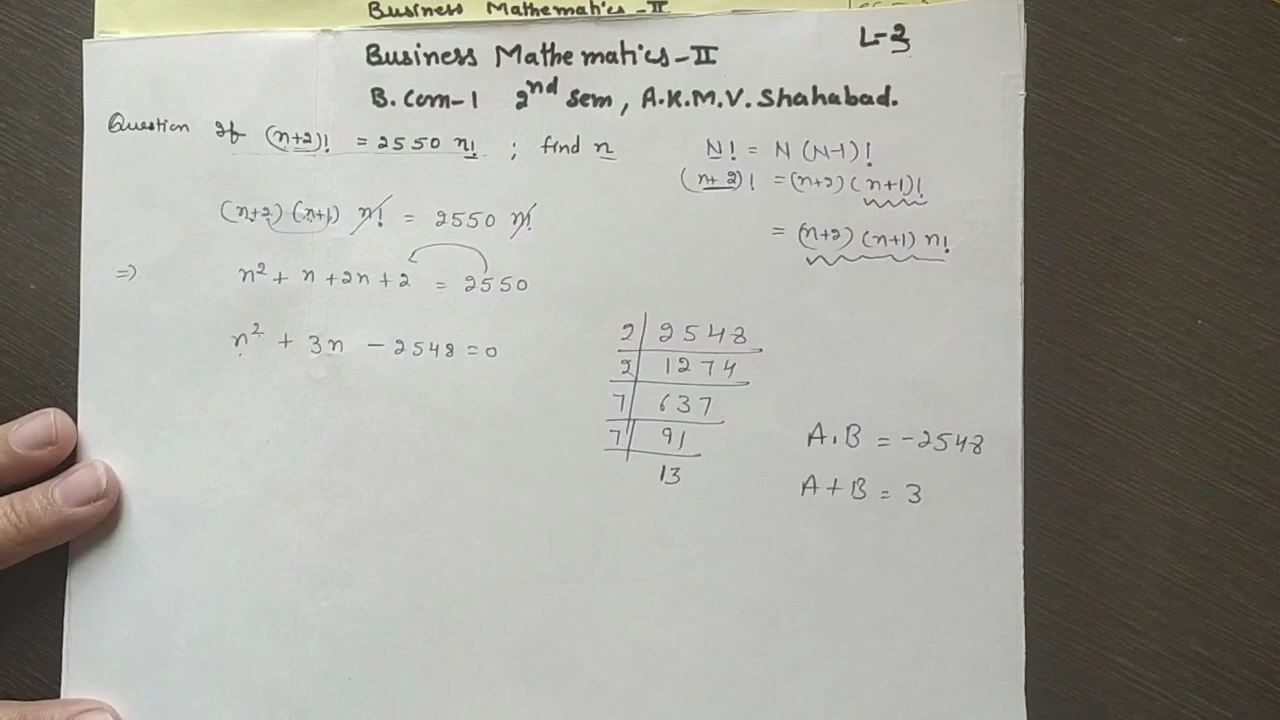 Business Mathematics-II
Business Mathematics-II
L-3
B. Com-1 2nd Sem, A.K.M.V. Shahabad.
Question If (n+2)! = 2550 n! ; find n
N! = N (N-1)!
(n+2)! = (n+2) (n+1)!
= (n+2) (n+1) n!
(n+2) (n+1) n! = 2550 n!
=> n² + n + 2n + 2 = 2550
n² + 3n - 2548 = 0
2 | 2548
2 | 1274
7 | 637
7 | 91
13
A.B = -2548
A+B = 3